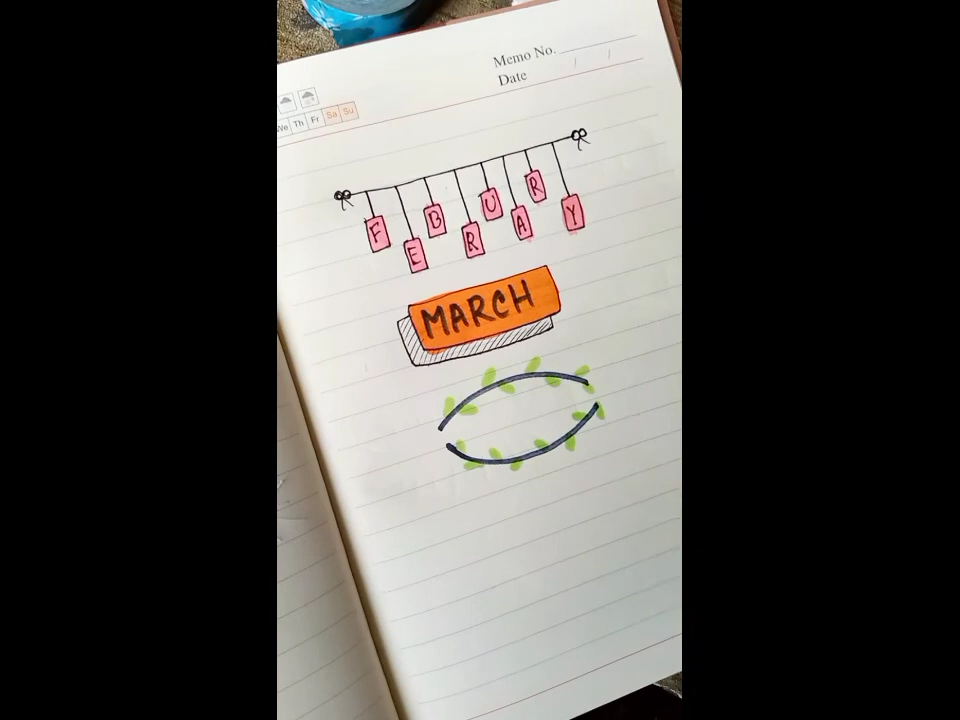 Memo No.
Date / /
We Th Fr Sa Su
FEBRUARY
MARCH